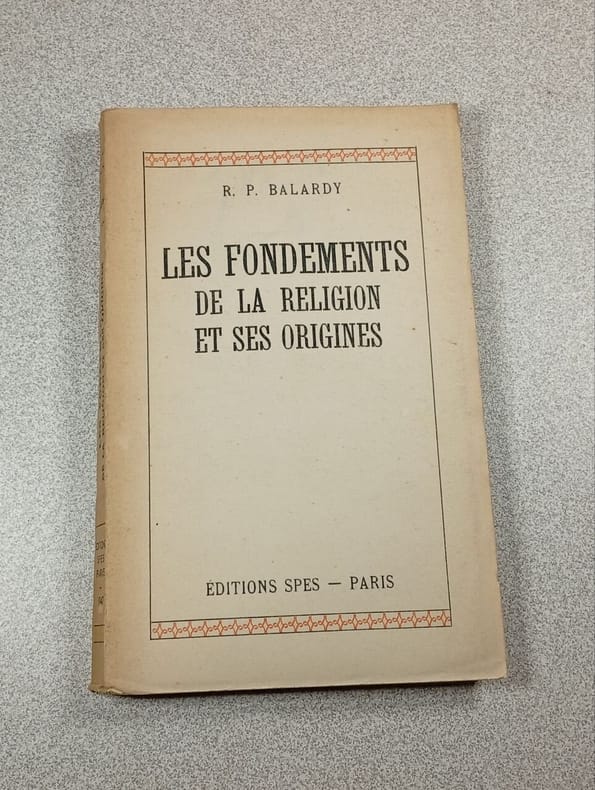 R. P. BALARDY
LES FONDEMENTS
DE LA RELIGION
ET SES ORIGINES
ÉDITIONS SPES — PARIS